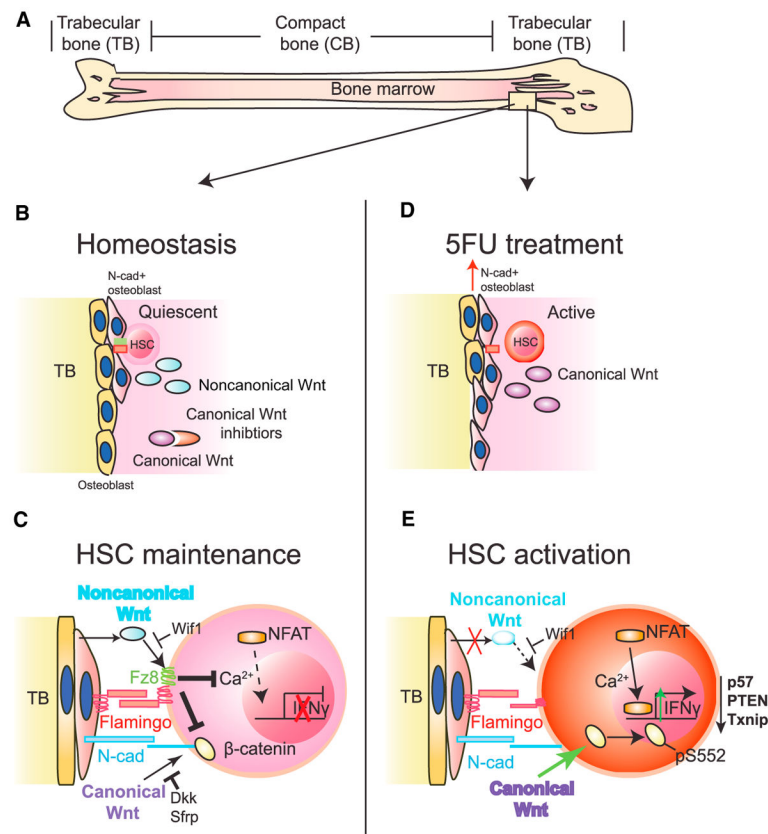 A
Trabecular
bone (TB)
Compact
bone (CB)
Trabecular
bone (TB)
Bone marrow
B
Homeostasis
N-cad+
osteoblast
Quiescent
HSC
TB
Noncanonical Wnt
Canonical Wnt
inhibtiors
Canonical Wnt
Osteoblast
D
5FU treatment
N-cad+
osteoblast
Active
HSC
TB
Canonical Wnt
C
HSC maintenance
Noncanonical
Wnt
Wif1
NFAT
Fz8
Ca2+
TB
IFNγ
Flamingo
β-catenin
N-cad
Canonical
Wnt
Dkk
Sfrp
E
HSC activation
Noncanonical
Wnt
Wif1
NFAT
Ca2+
p57
TB
PTEN
IFNγ
Txnip
Flamingo
N-cad
pS552
Canonical
Wnt